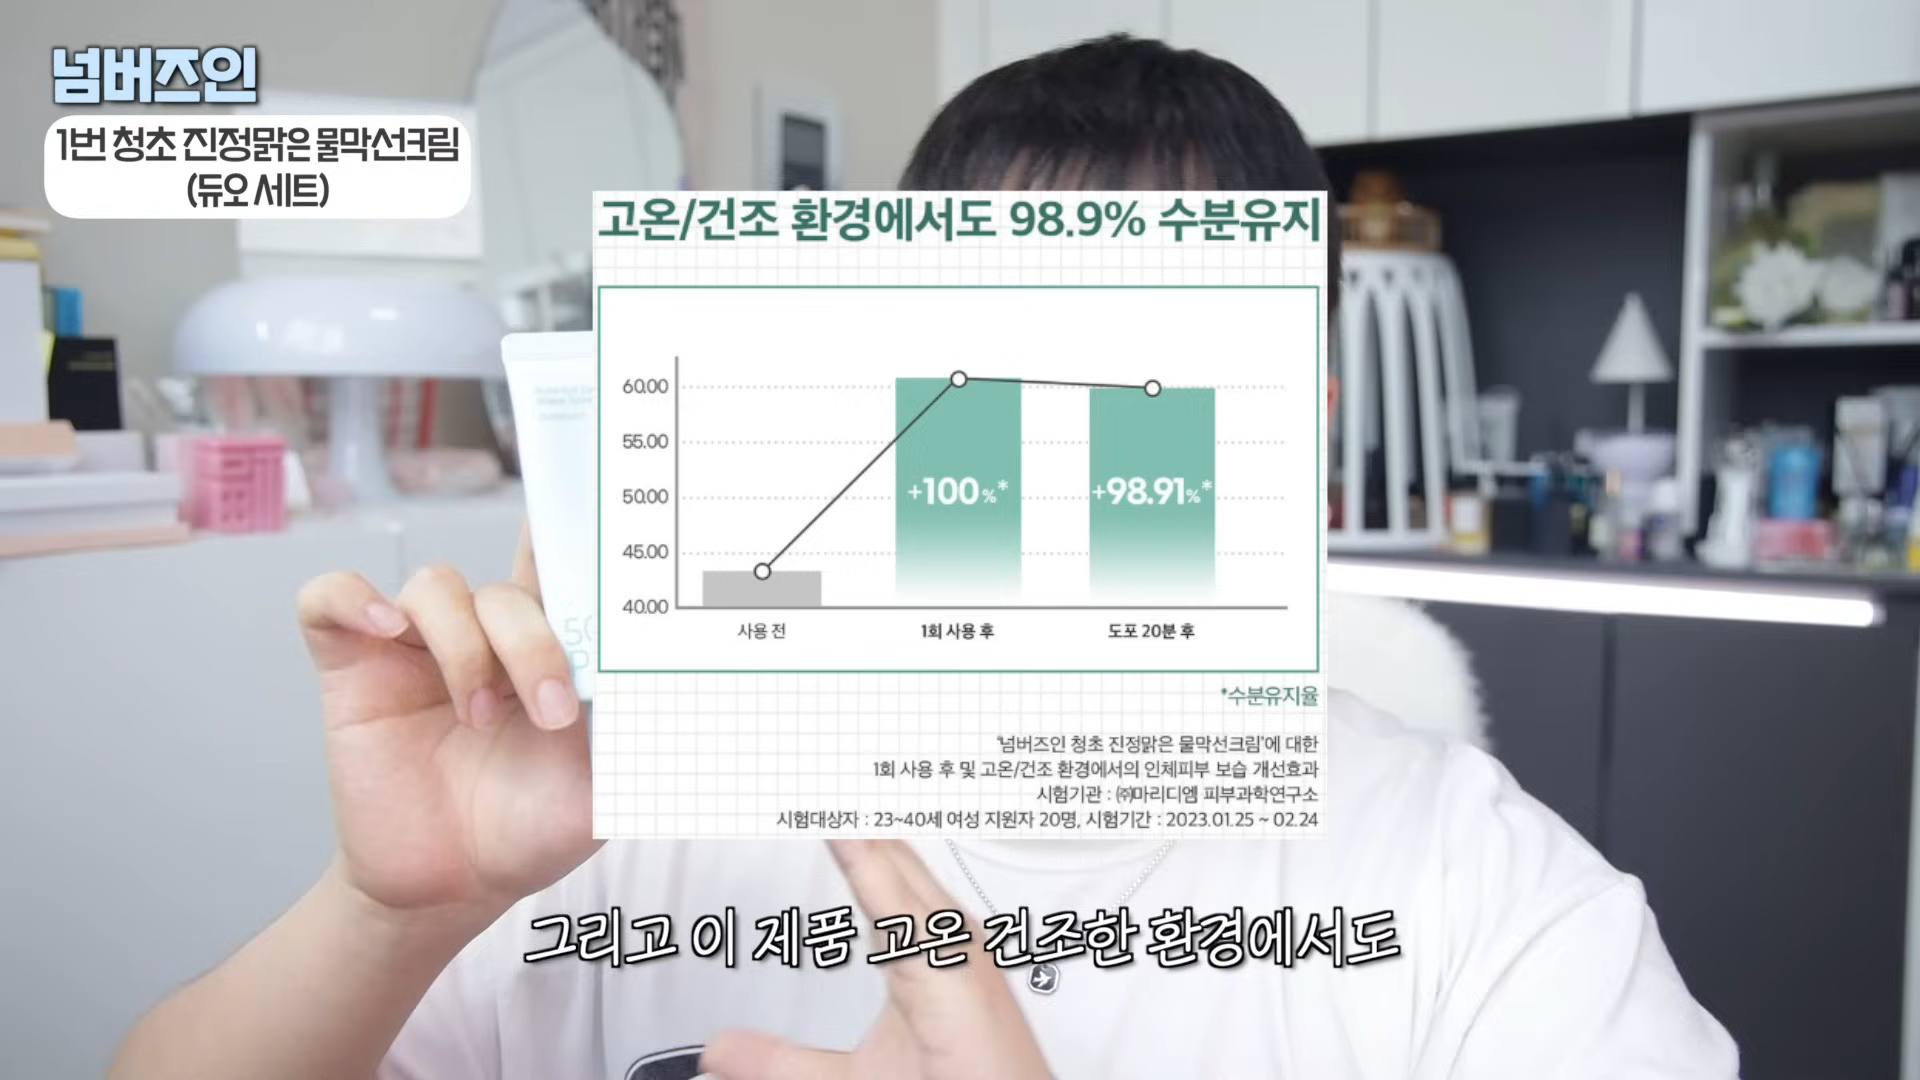 넘버즈인
1번 청초 진정맑은 물막선크림
(듀오 세트)
고온/건조 환경에서도 98.9% 수분유지
60.00
55.00
50.00
45.00
40.00
+100%*
+98.91%*
사용 전
1회 사용 후
도포 20분 후
*수분유지율
'넘버즈인 청초 진정맑은 물막선크림'에 대한
1회 사용 후 및 고온/건조 환경에서의 인체피부 보습 개선효과
시험기관 : ㈜마리디엠 피부과학연구소
시험대상자 : 23~40세 여성 지원자 20명, 시험기간 : 2023.01.25 ~ 02.24
그리고 이 제품 고온 건조한 환경에서도